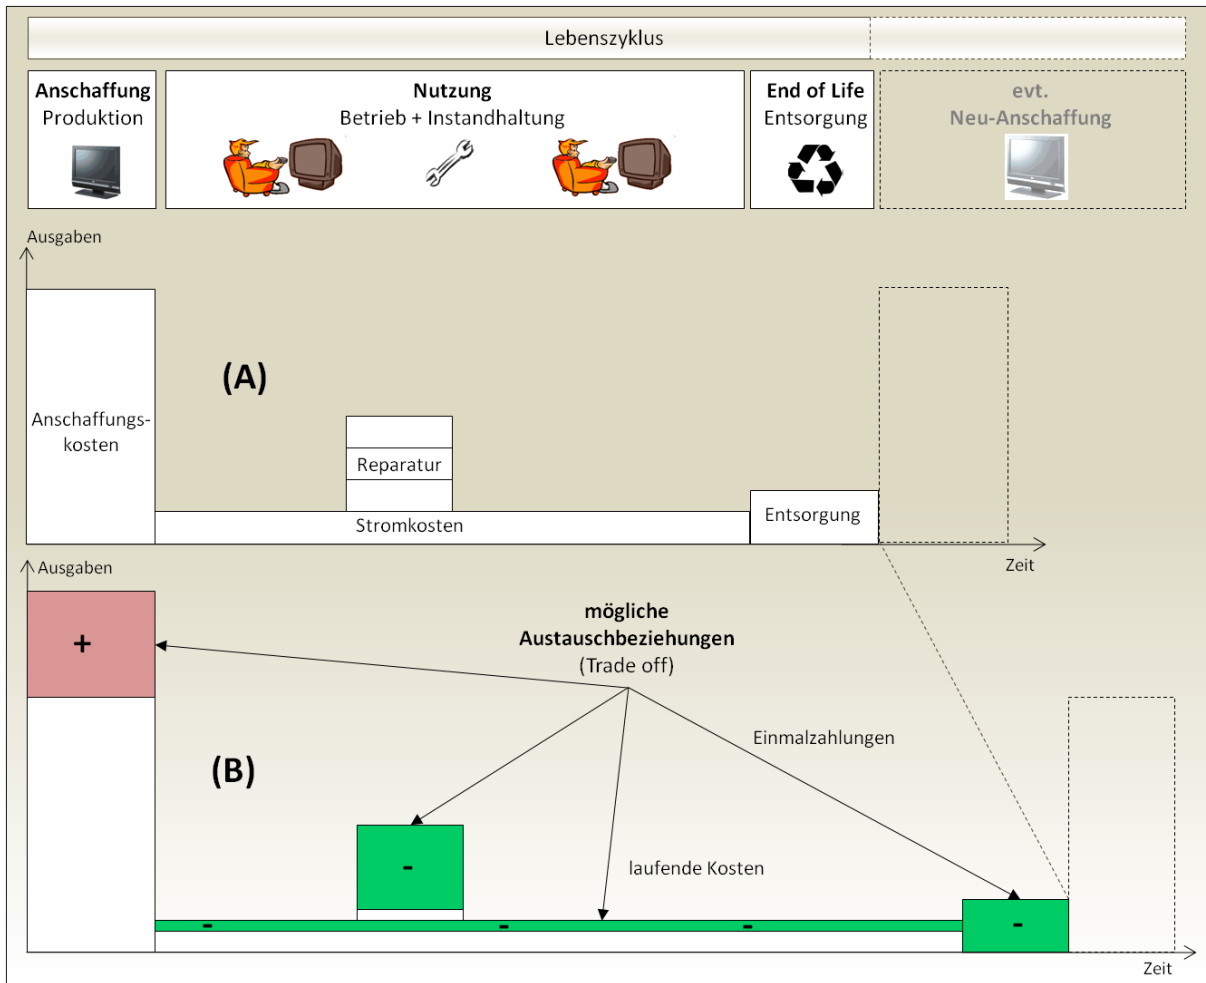 Lebenszyklus
Anschaffung
Produktion
Nutzung
Betrieb + Instandhaltung
End of Life
Entsorgung
evt.
Neu-Anschaffung
Ausgaben
(A)
Anschaffungs-
kosten
Reparatur
Stromkosten
Entsorgung
Zeit
Ausgaben
+
mögliche
Austauschbeziehungen
(Trade off)
Einmalzahlungen
(B)
-
laufende Kosten
-
-
-
-
Zeit